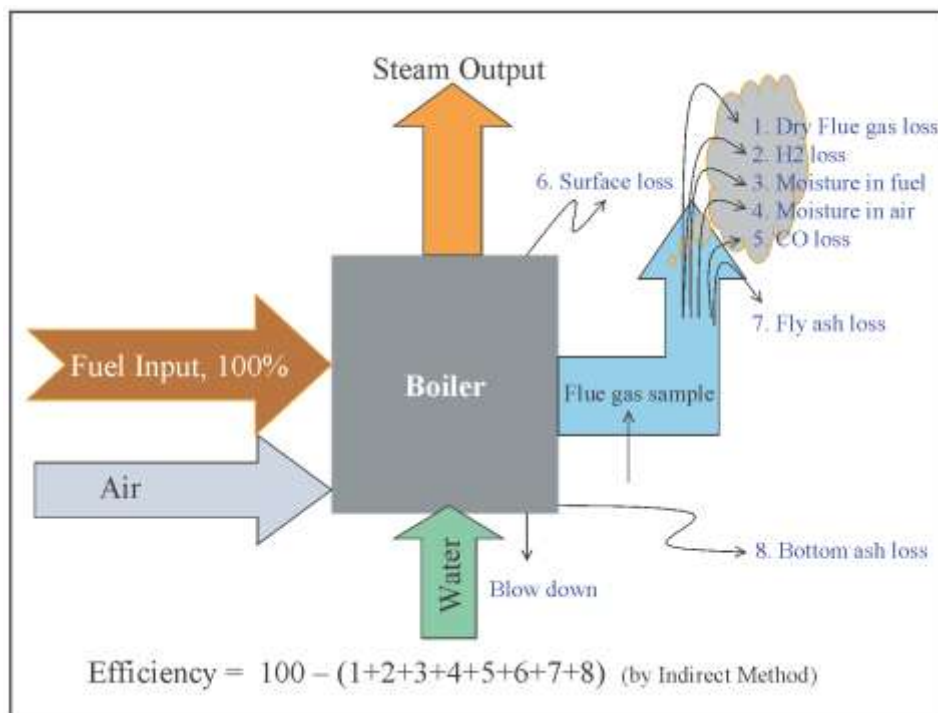 Steam Output
1. Dry Flue gas loss
2. H2 loss
3. Moisture in fuel
4. Moisture in air
5. CO loss
6. Surface loss
7. Fly ash loss
Fuel Input, 100%
Boiler
Flue gas sample
Air
Water
Blow down
8. Bottom ash loss
Efficiency = 100 – (1+2+3+4+5+6+7+8) (by Indirect Method)